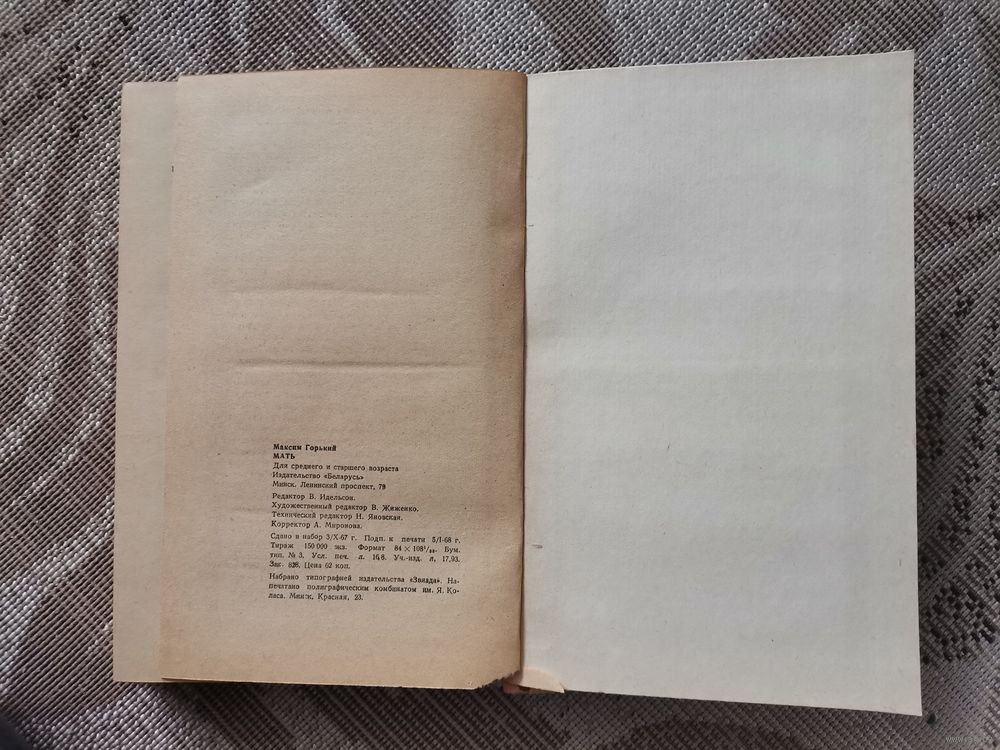 Максим Горький
МАТЬ
Для среднего и старшего возраста
Издательство «Беларусь»
Минск. Ленинский проспект, 79
Редактор В. Идельсон.
Художественный редактор В. Жиженко.
Технический редактор Н. Яновская.
Корректор А. Миронова.
Сдано в набор 3/X-67 г. Подп. к печати 5/I-68 г.
Тираж 150 000 экз. Формат 84 × 108¹/₃₂. Бум.
тип. № 3. Усл. печ. л. 16,8. Уч.-изд. л. 17,93.
Зак. 828. Цена 62 коп.
Набрано типографией издательства «Звязда». На-
печатано полиграфическим комбинатом им. Я. Ко-
ласа. Минск, Красная, 23.